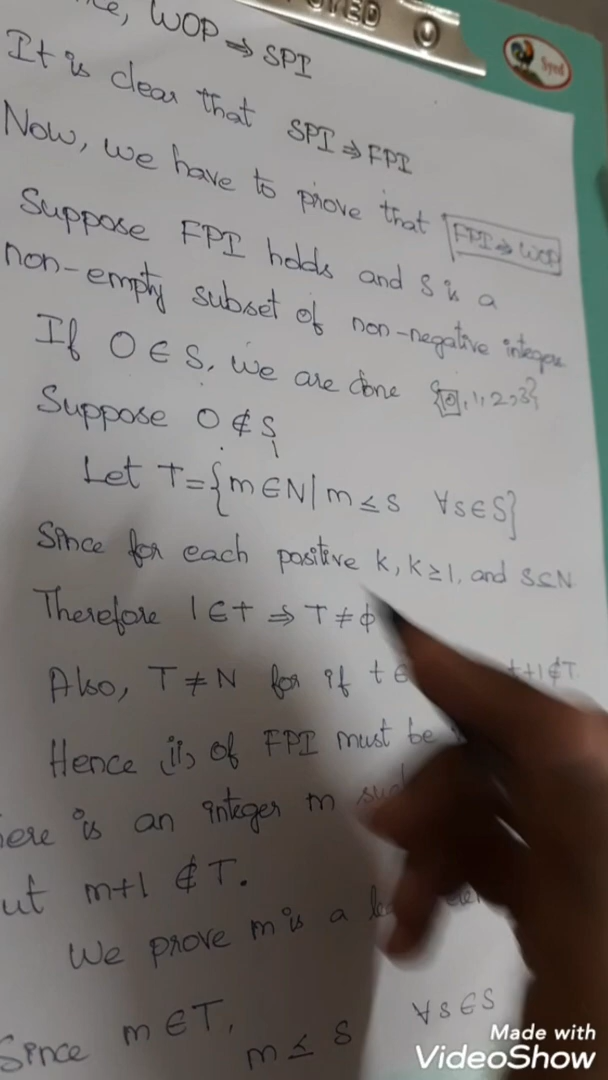 WOP ⇒ SPI
Syed
It is clear that SPI ⇒ FPI
Now, we have to prove that FPI ⇒ WOP
Suppose FPI holds and S is a
non-empty subset of non-negative integers
If 0 ∈ S, we are done {0, 1, 2, 3}
Suppose 0 ∉ S,
Let T = {m ∈ N | m ≤ s ∀ s ∈ S}
Since for each positive k, k ≥ 1, and S ⊆ N
Therefore 1 ∈ T ⇒ T ≠ ϕ
Also, T ≠ N for if t ∈ t+1 ∉ T
Hence (ii) of FPI must be
is an integer m
m+1 ∉ T.
We prove m is a
Since m ∈ T, m ≤ s ∀ s ∈ S
Made with
VideoShow